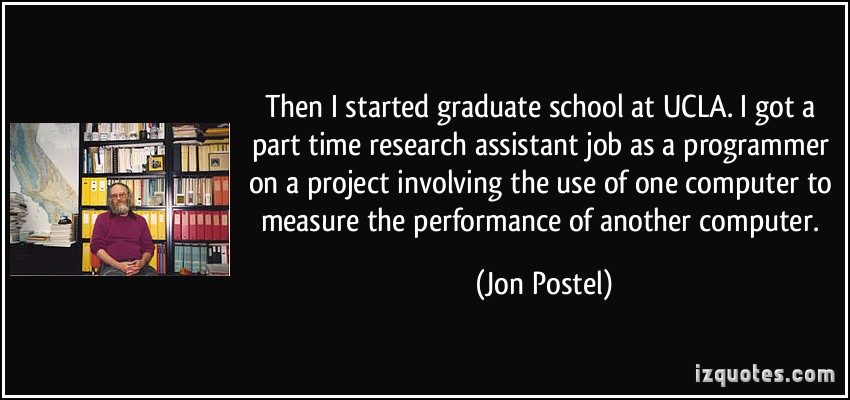 Then I started graduate school at UCLA. I got a
part time research assistant job as a programmer
on a project involving the use of one computer to
measure the performance of another computer.
(Jon Postel)
izquotes.com